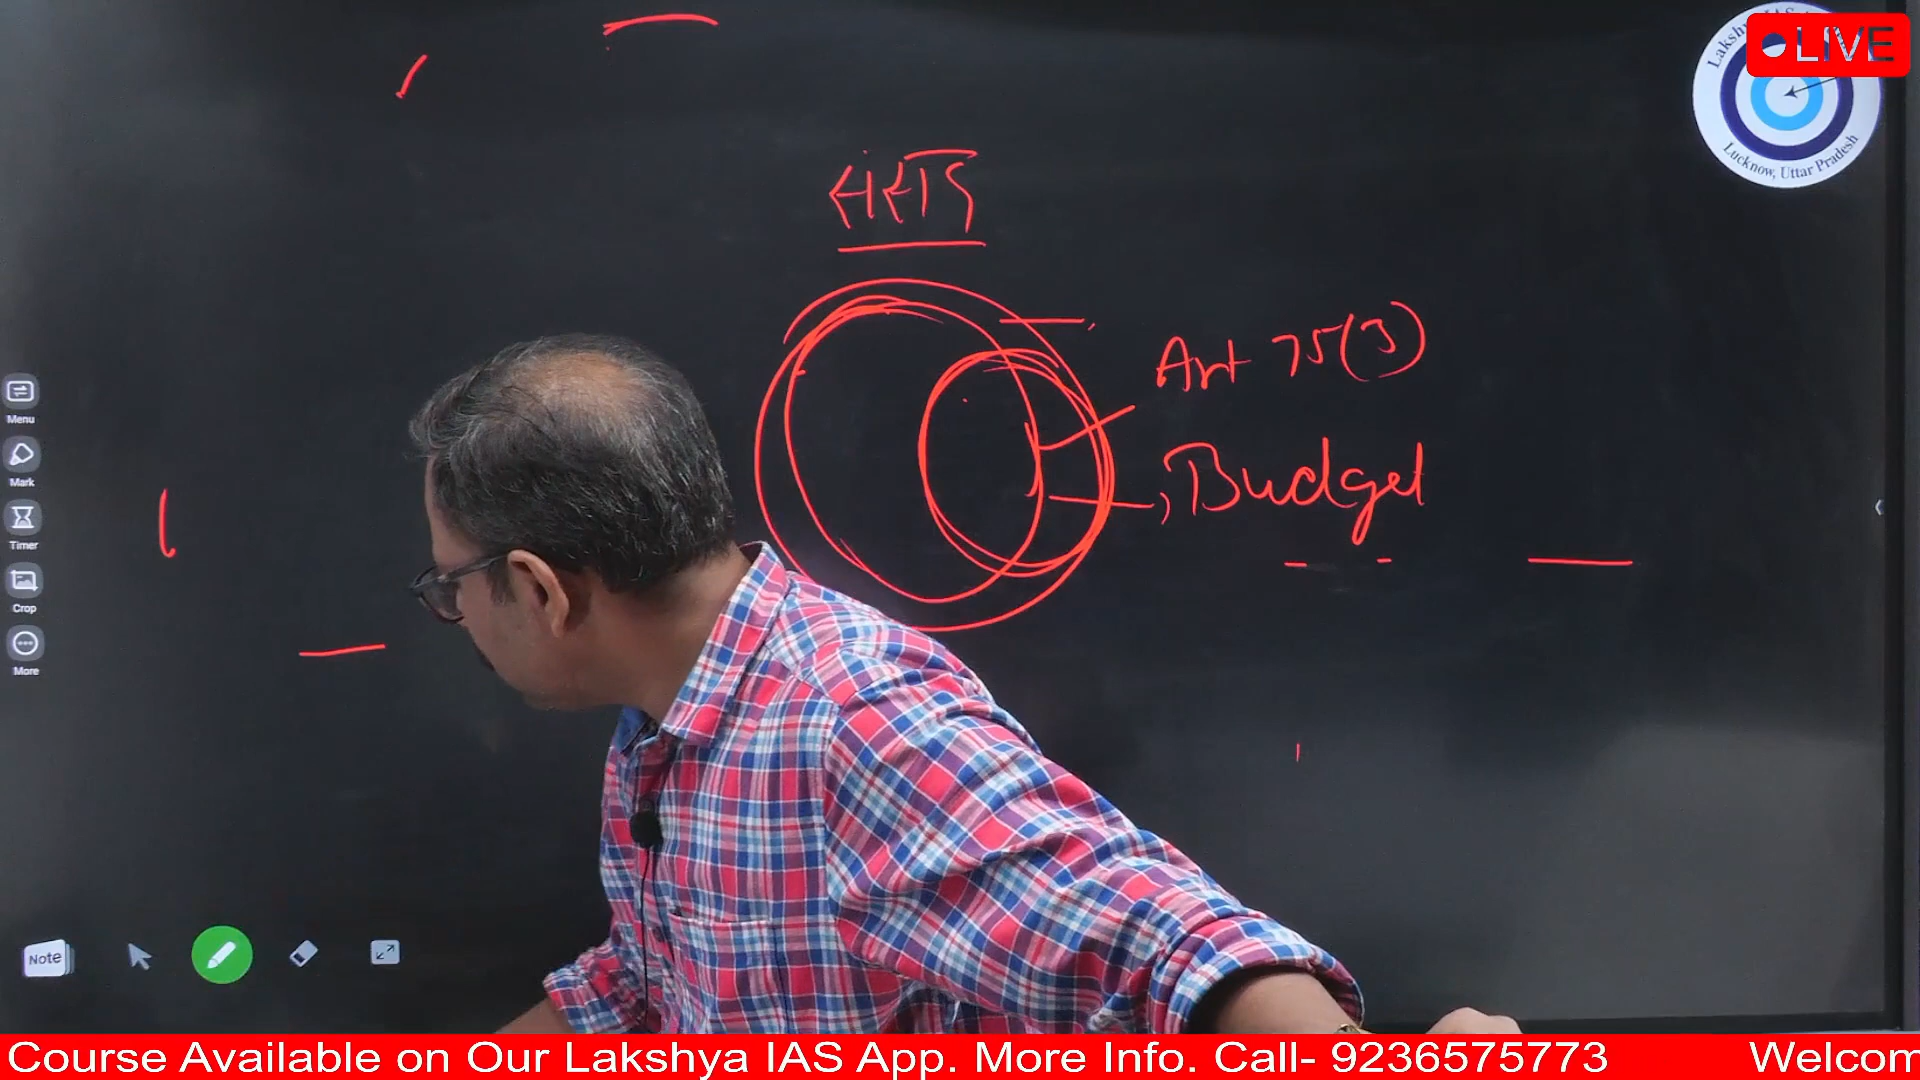 LIVE
Lucknow, Uttar Pradesh
संसद
Art 75(3)
Budget
Menu
Mark
Timer
Crop
More
Note
Course Available on Our Lakshya IAS App. More Info. Call- 9236575773 Welcom